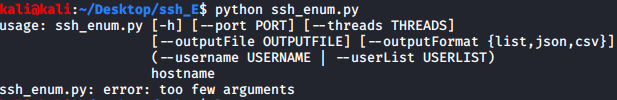 kali@kali:~/Desktop/ssh_E$ python ssh_enum.py
usage: ssh_enum.py [-h] [--port PORT] [--threads THREADS]
[--outputFile OUTPUTFILE] [--outputFormat {list,json,csv}]
(--username USERNAME | --userList USERLIST)
hostname
ssh_enum.py: error: too few arguments